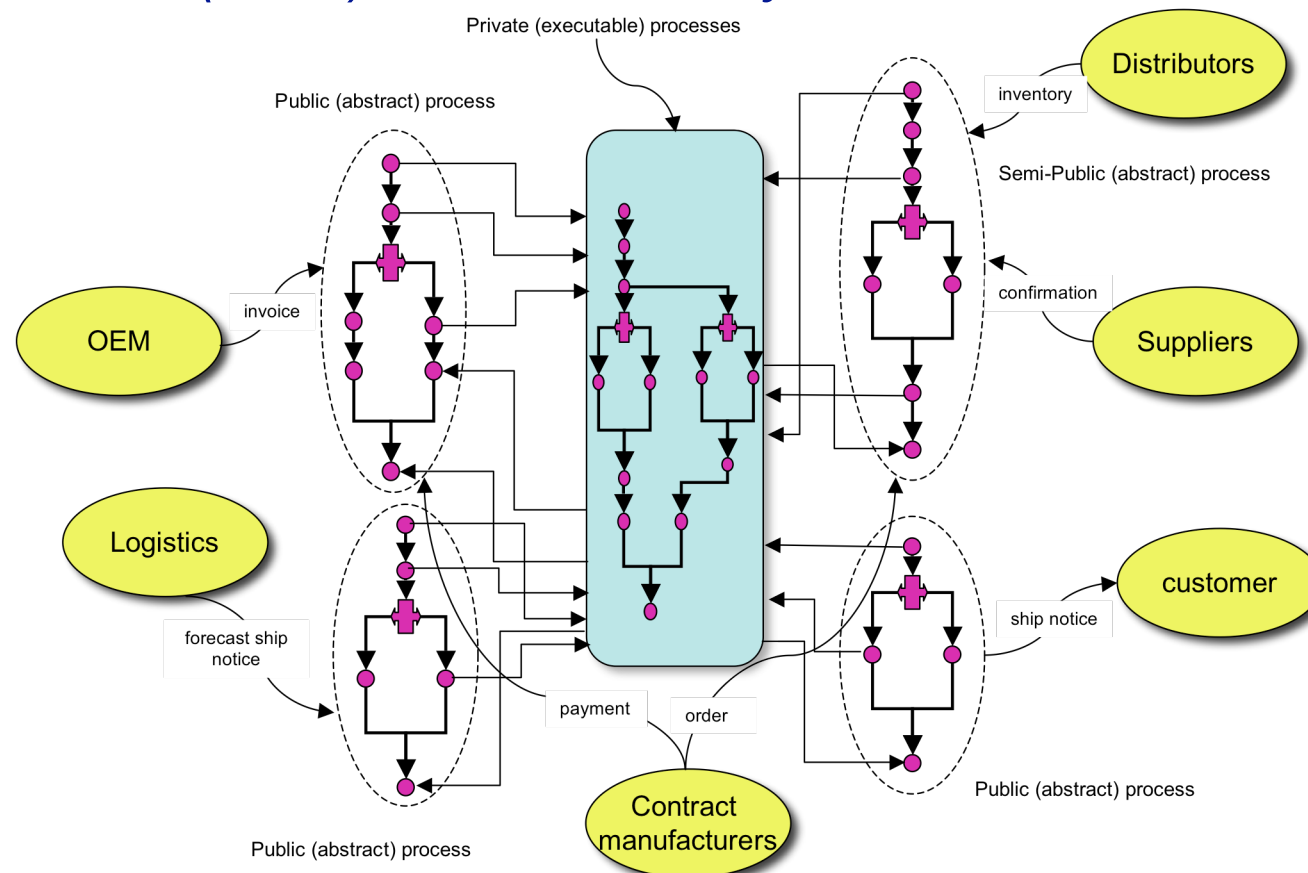 Private (executable) processes
Public (abstract) process
Distributors
inventory
Semi-Public (abstract) process
OEM
invoice
confirmation
Suppliers
Logistics
forecast ship
notice
customer
ship notice
payment
order
Contract
manufacturers
Public (abstract) process
Public (abstract) process